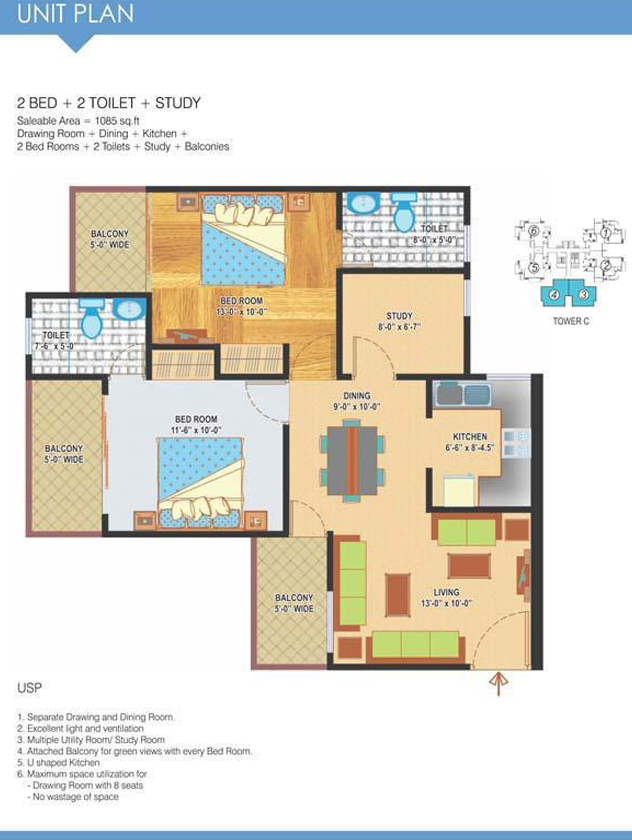 UNIT PLAN
2 BED + 2 TOILET + STUDY
Saleable Area = 1085 sq.ft
Drawing Room + Dining + Kitchen +
2 Bed Rooms + 2 Toilets + Study + Balconies
BALCONY
5'-0" WIDE
TOILET
8'-0" x 5'-0"
BED ROOM
13'-0" x 10'-0"
STUDY
8'-0" x 6'-7"
TOILET
7'-6" x 5'-0"
6
1
5
2
4
3
TOWER C
DINING
9'-0" x 10'-0"
BED ROOM
11'-6" x 10'-0"
KITCHEN
6'-6" x 8'-4.5"
BALCONY
5'-0" WIDE
BALCONY
5'-0" WIDE
LIVING
13'-0" x 10'-0"
USP
1. Separate Drawing and Dining Room.
2. Excellent light and ventilation
3. Multiple Utility Room/ Study Room
4. Attached Balcony for green views with every Bed Room.
5. U shaped Kitchen
6. Maximum space utilization for
- Drawing Room with 8 seats
- No wastage of space